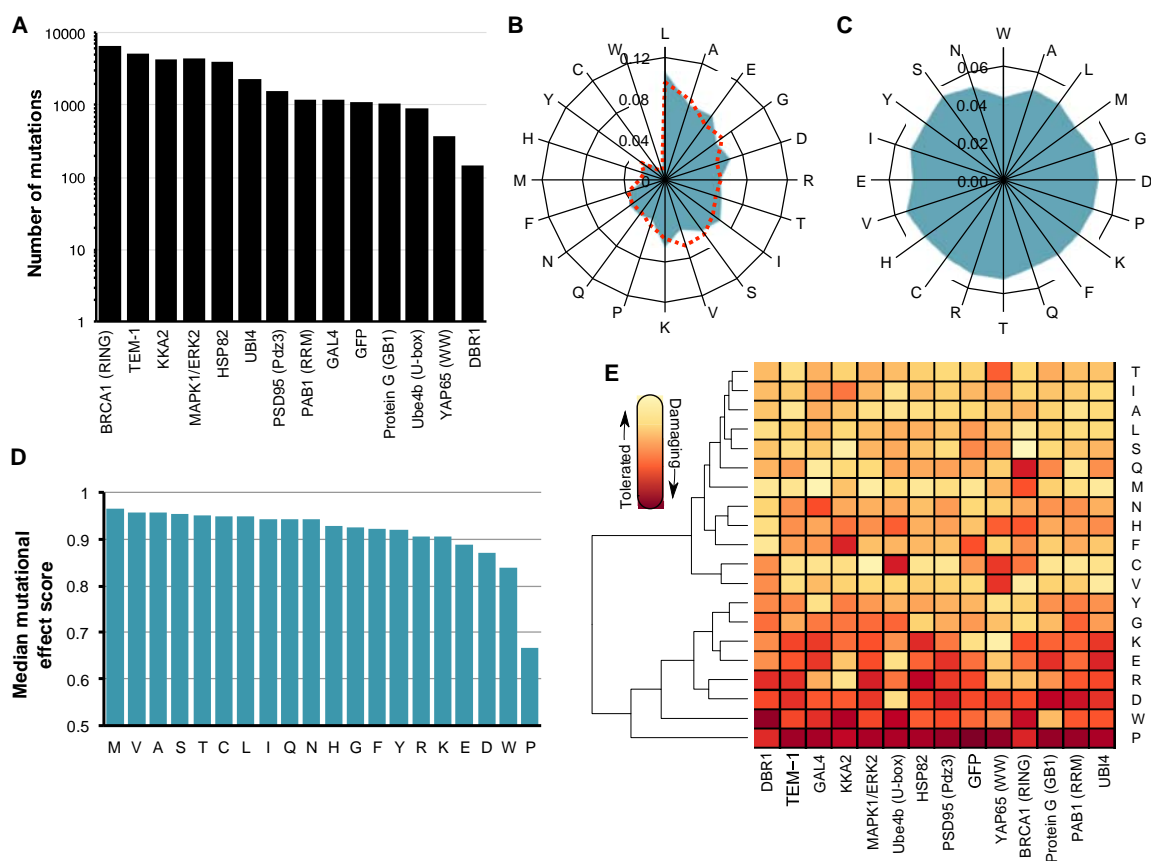 A
Number of mutations
10000
1000
100
10
1
BRCA1 (RING)
TEM-1
KKA2
MAPK1/ERK2
HSP82
UBI4
PSD95 (Pdz3)
PAB1 (RRM)
GAL4
GFP
Protein G (GB1)
Ube4b (U-box)
YAP65 (WW)
DBR1
B
L
A
E
G
D
R
T
I
S
V
K
P
Q
N
F
M
H
Y
C
W
0.12
0.08
0.04
0
C
W
A
L
M
G
D
P
K
F
Q
T
R
C
H
V
E
I
Y
S
N
0.06
0.04
0.02
0.00
D
Median mutational
effect score
1
0.9
0.8
0.7
0.6
0.5
M V A S T C L I Q N H G F Y R K E D W P
E
Tolerated
Damaging
T
I
A
L
S
Q
M
N
H
F
C
V
Y
G
K
E
R
D
W
P
DBR1
TEM−1
GAL4
KKA2
MAPK1/ERK2
Ube4b (U-box)
HSP82
PSD95 (Pdz3)
GFP
YAP65 (WW)
BRCA1 (RING)
Protein G (GB1)
PAB1 (RRM)
UBI4